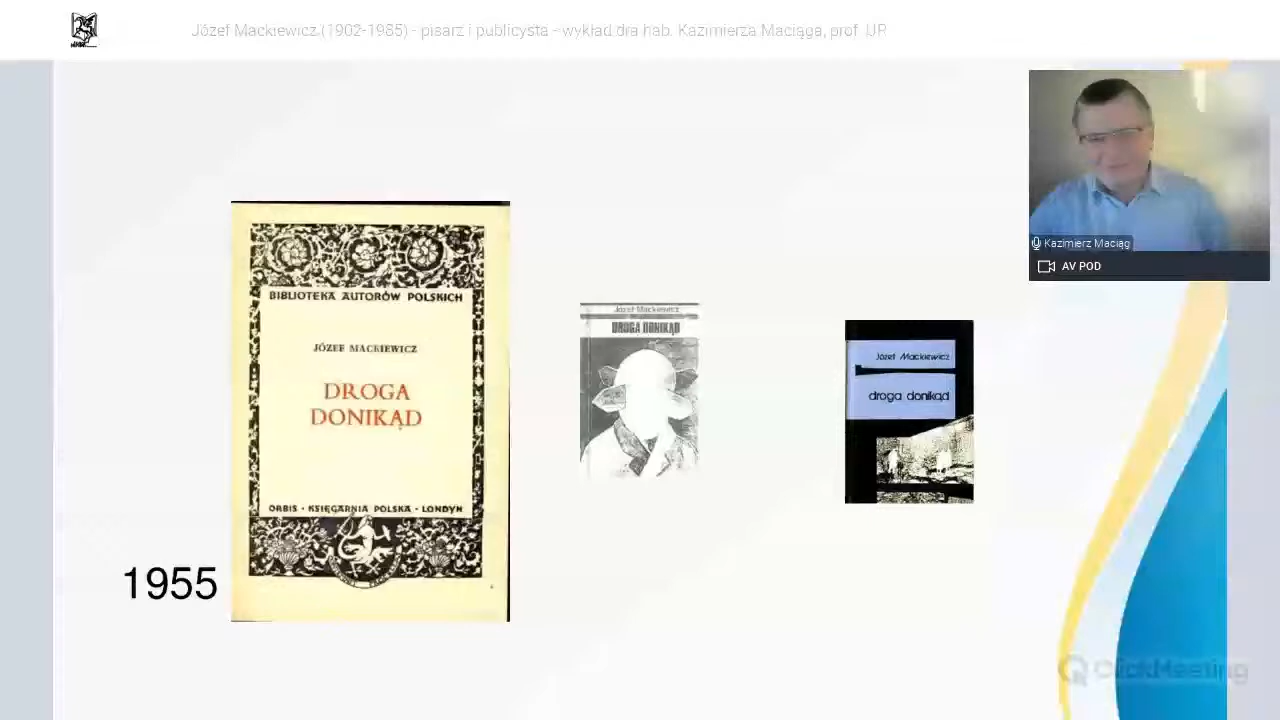 Józef Mackiewicz (1902-1985) - pisarz i publicysta - wykład dra hab. Kazimierza Maciąga, prof. UR
Kazimierz Maciąg
AV POD
BIBLIOTEKA AUTORÓW POLSKICH
JÓZEF MACKIEWICZ
DROGA
DONIKĄD
ORBIS • KSIĘGARNIA POLSKA • LONDYN
1955
Józef Mackiewicz
DROGA DONIKĄD
Józef Mackiewicz
droga donikąd
ClickMeeting